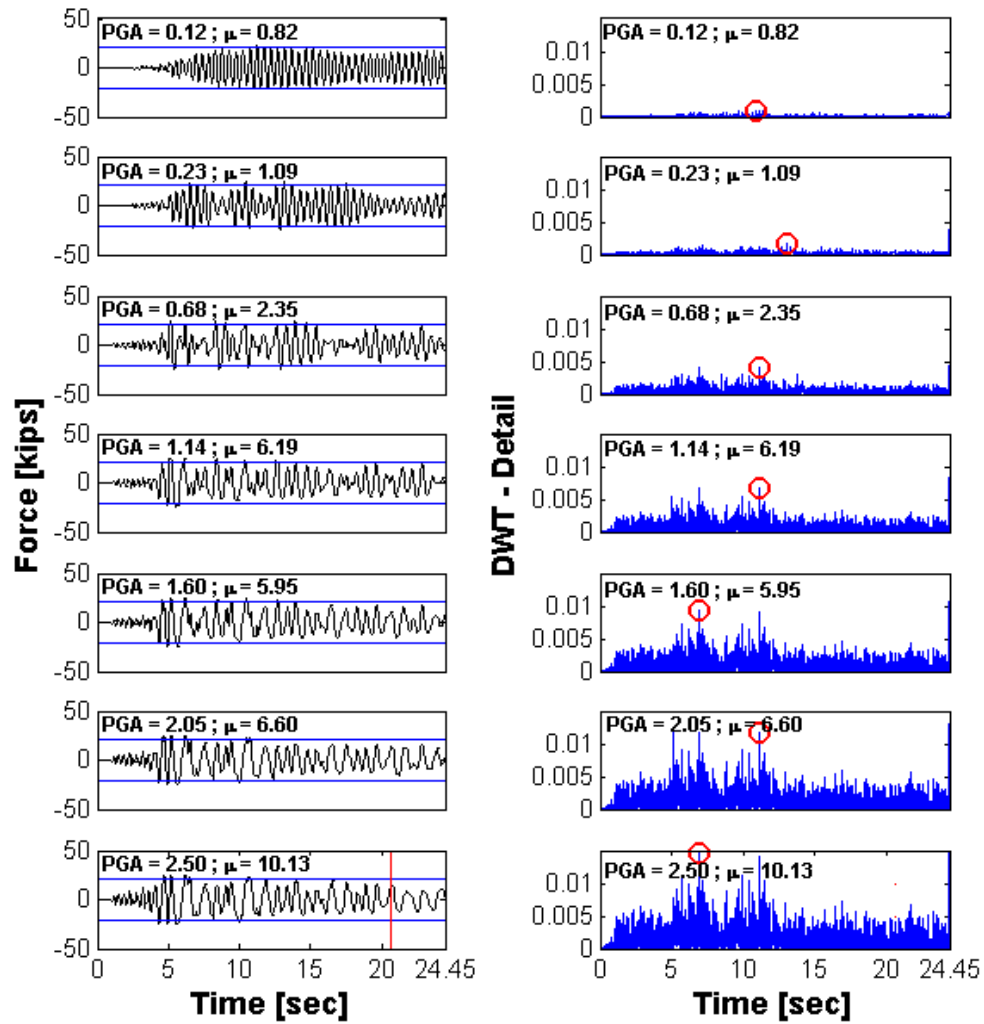 Force [kips]
50
0
-50
PGA = 0.12 ; μ = 0.82
50
0
-50
PGA = 0.23 ; μ = 1.09
50
0
-50
PGA = 0.68 ; μ = 2.35
50
0
-50
PGA = 1.14 ; μ = 6.19
50
0
-50
PGA = 1.60 ; μ = 5.95
50
0
-50
PGA = 2.05 ; μ = 6.60
50
0
-50
PGA = 2.50 ; μ = 10.13
0 5 10 15 20 24.45
Time [sec]
DWT - Detail
0.01
0.005
0
PGA = 0.12 ; μ = 0.82
0.01
0.005
0
PGA = 0.23 ; μ = 1.09
0.01
0.005
0
PGA = 0.68 ; μ = 2.35
0.01
0.005
0
PGA = 1.14 ; μ = 6.19
0.01
0.005
0
PGA = 1.60 ; μ = 5.95
0.01
0.005
0
PGA = 2.05 ; μ = 6.60
0.01
0.005
0
PGA = 2.50 ; μ = 10.13
0 5 10 15 20 24.45
Time [sec]